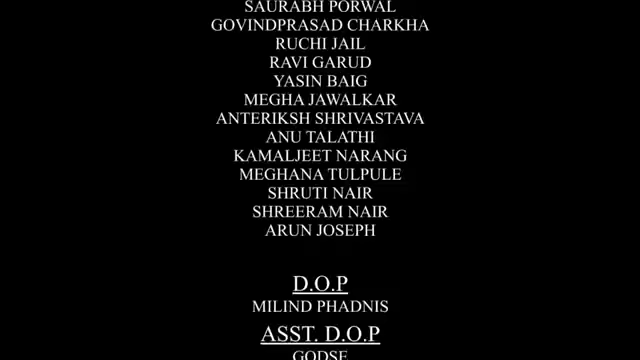 SAURABH PORWAL
GOVINDPRASAD CHARKHA
RUCHI JAIL
RAVI GARUD
YASIN BAIG
MEGHA JAWALKAR
ANTERIKSH SHRIVASTAVA
ANU TALATHI
KAMALJEET NARANG
MEGHANA TULPULE
SHRUTI NAIR
SHREERAM NAIR
ARUN JOSEPH
D.O.P
MILIND PHADNIS
ASST. D.O.P
GODSE